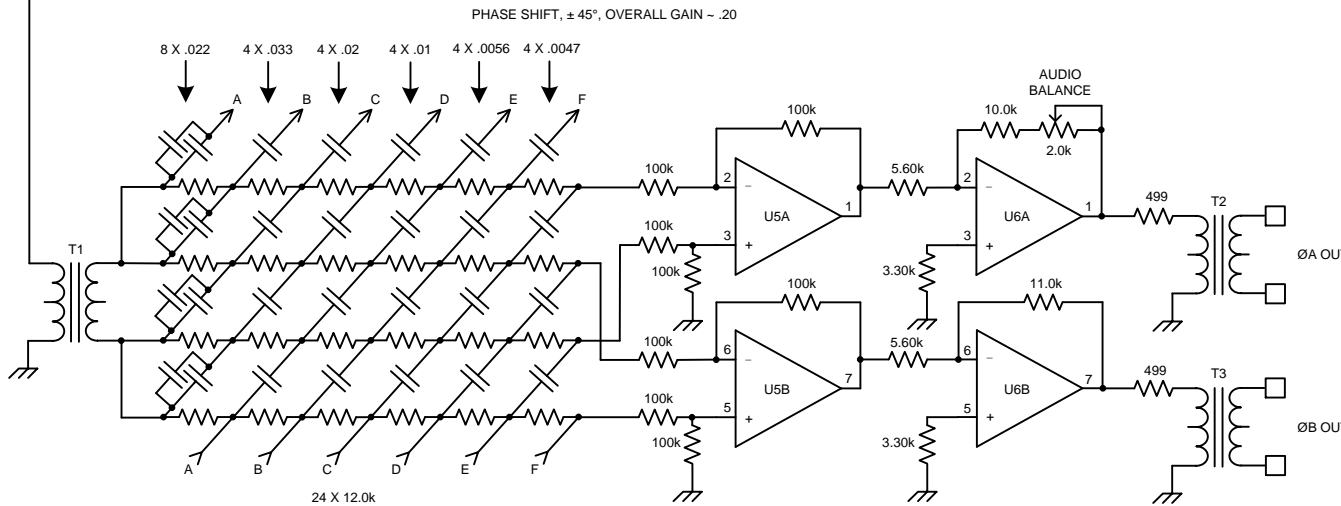 PHASE SHIFT, ± 45°, OVERALL GAIN ~ .20
8 X .022
4 X .033
4 X .02
4 X .01
4 X .0056
4 X .0047
A
B
C
D
E
F
AUDIO
BALANCE
100k
10.0k
2.0k
100k
5.60k
2
−
U5A
1
3
+
2
−
U6A
1
3
+
499
T2
100k
100k
3.30k
ØA OU
T1
100k
11.0k
100k
5.60k
6
−
U5B
7
5
+
6
−
U6B
7
5
+
499
T3
100k
100k
3.30k
ØB OU
A
B
C
D
E
F
24 X 12.0k